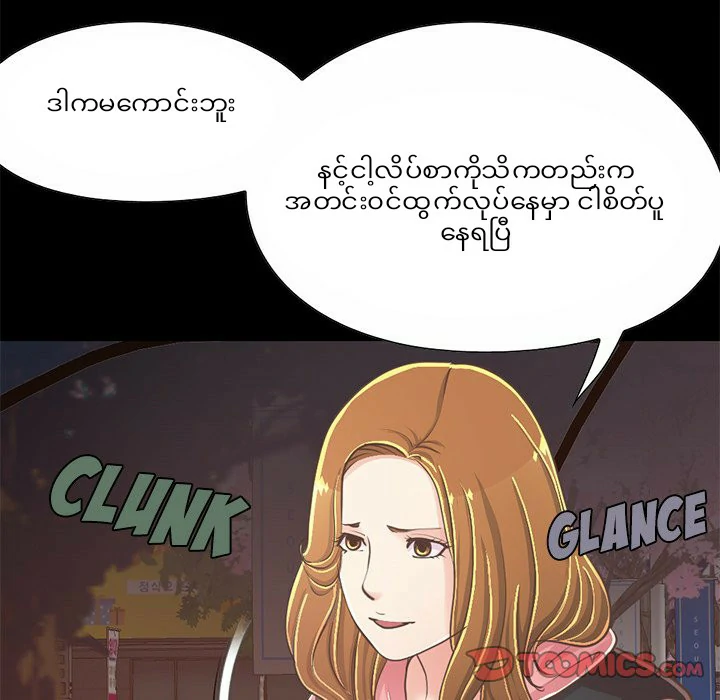 ဒါကမကောင်းဘူး
နင့်ငါ့လိပ်စာကိုသိကတည်းက
အတင်းဝင်ထွက်လုပ်နေမှာ ငါစိတ်ပူ
နေရပြီ
CLUNK
GLANCE
SEOUL
TOOMICS.COM